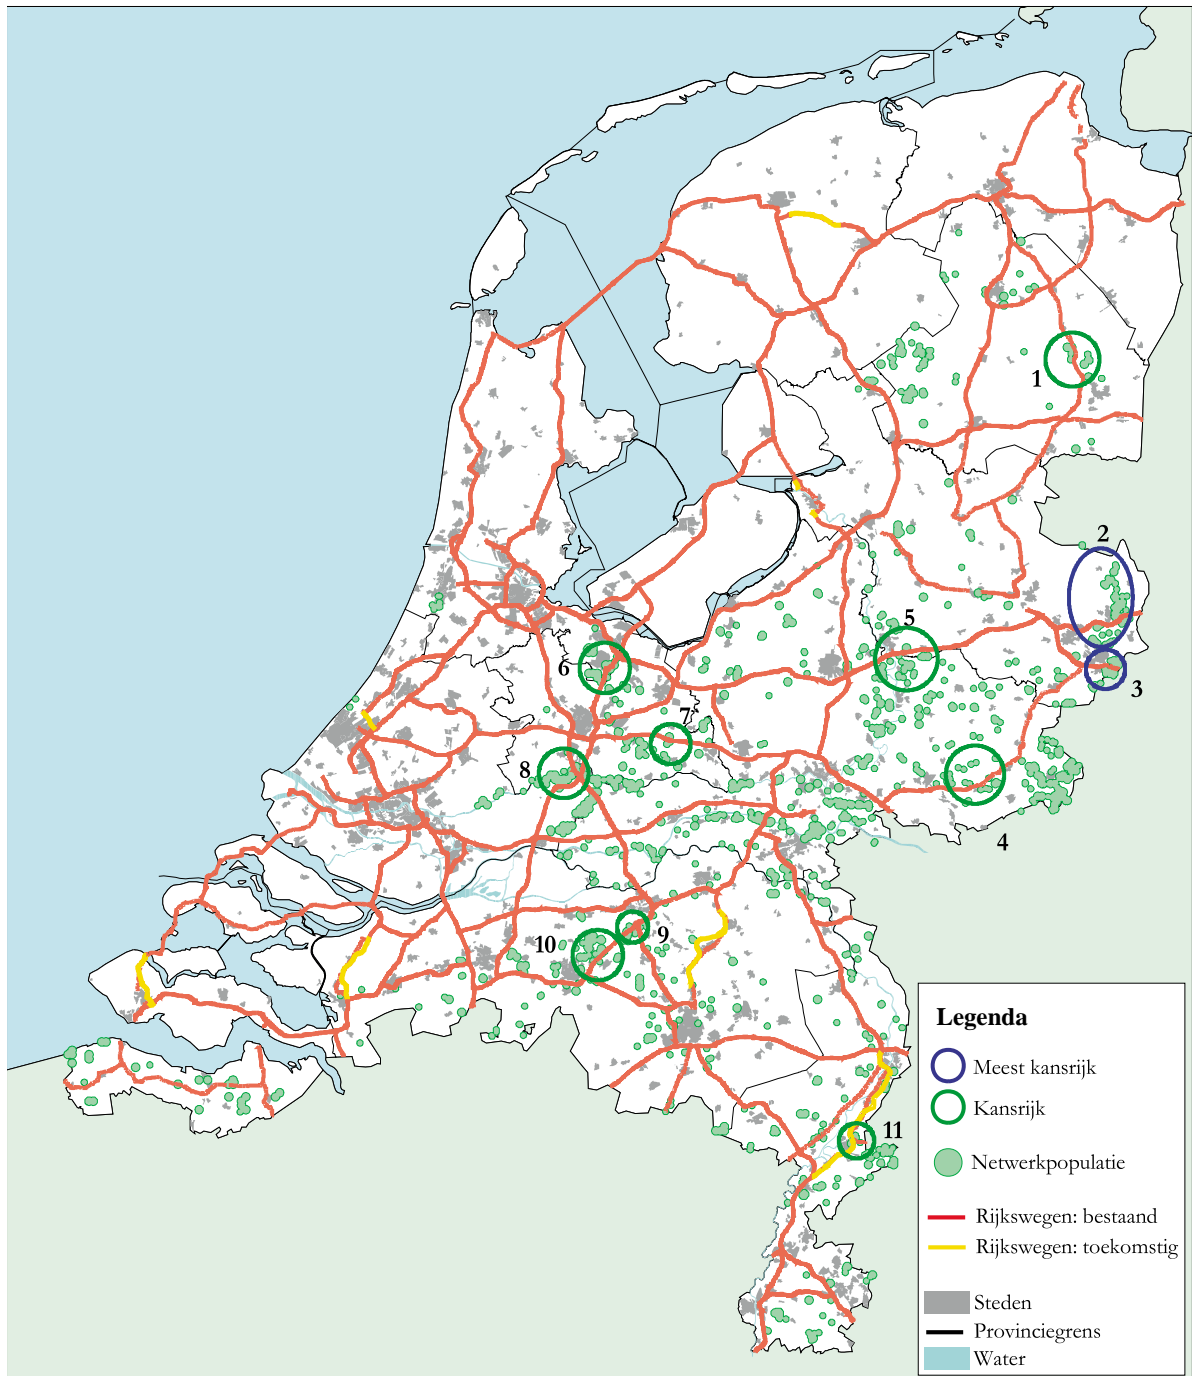 1
2
5
3
6
7
8
4
9
10
11
Legenda
Meest kansrijk
Kansrijk
Netwerkpopulatie
Rijkswegen: bestaand
Rijkswegen: toekomstig
Steden
Provinciegrens
Water